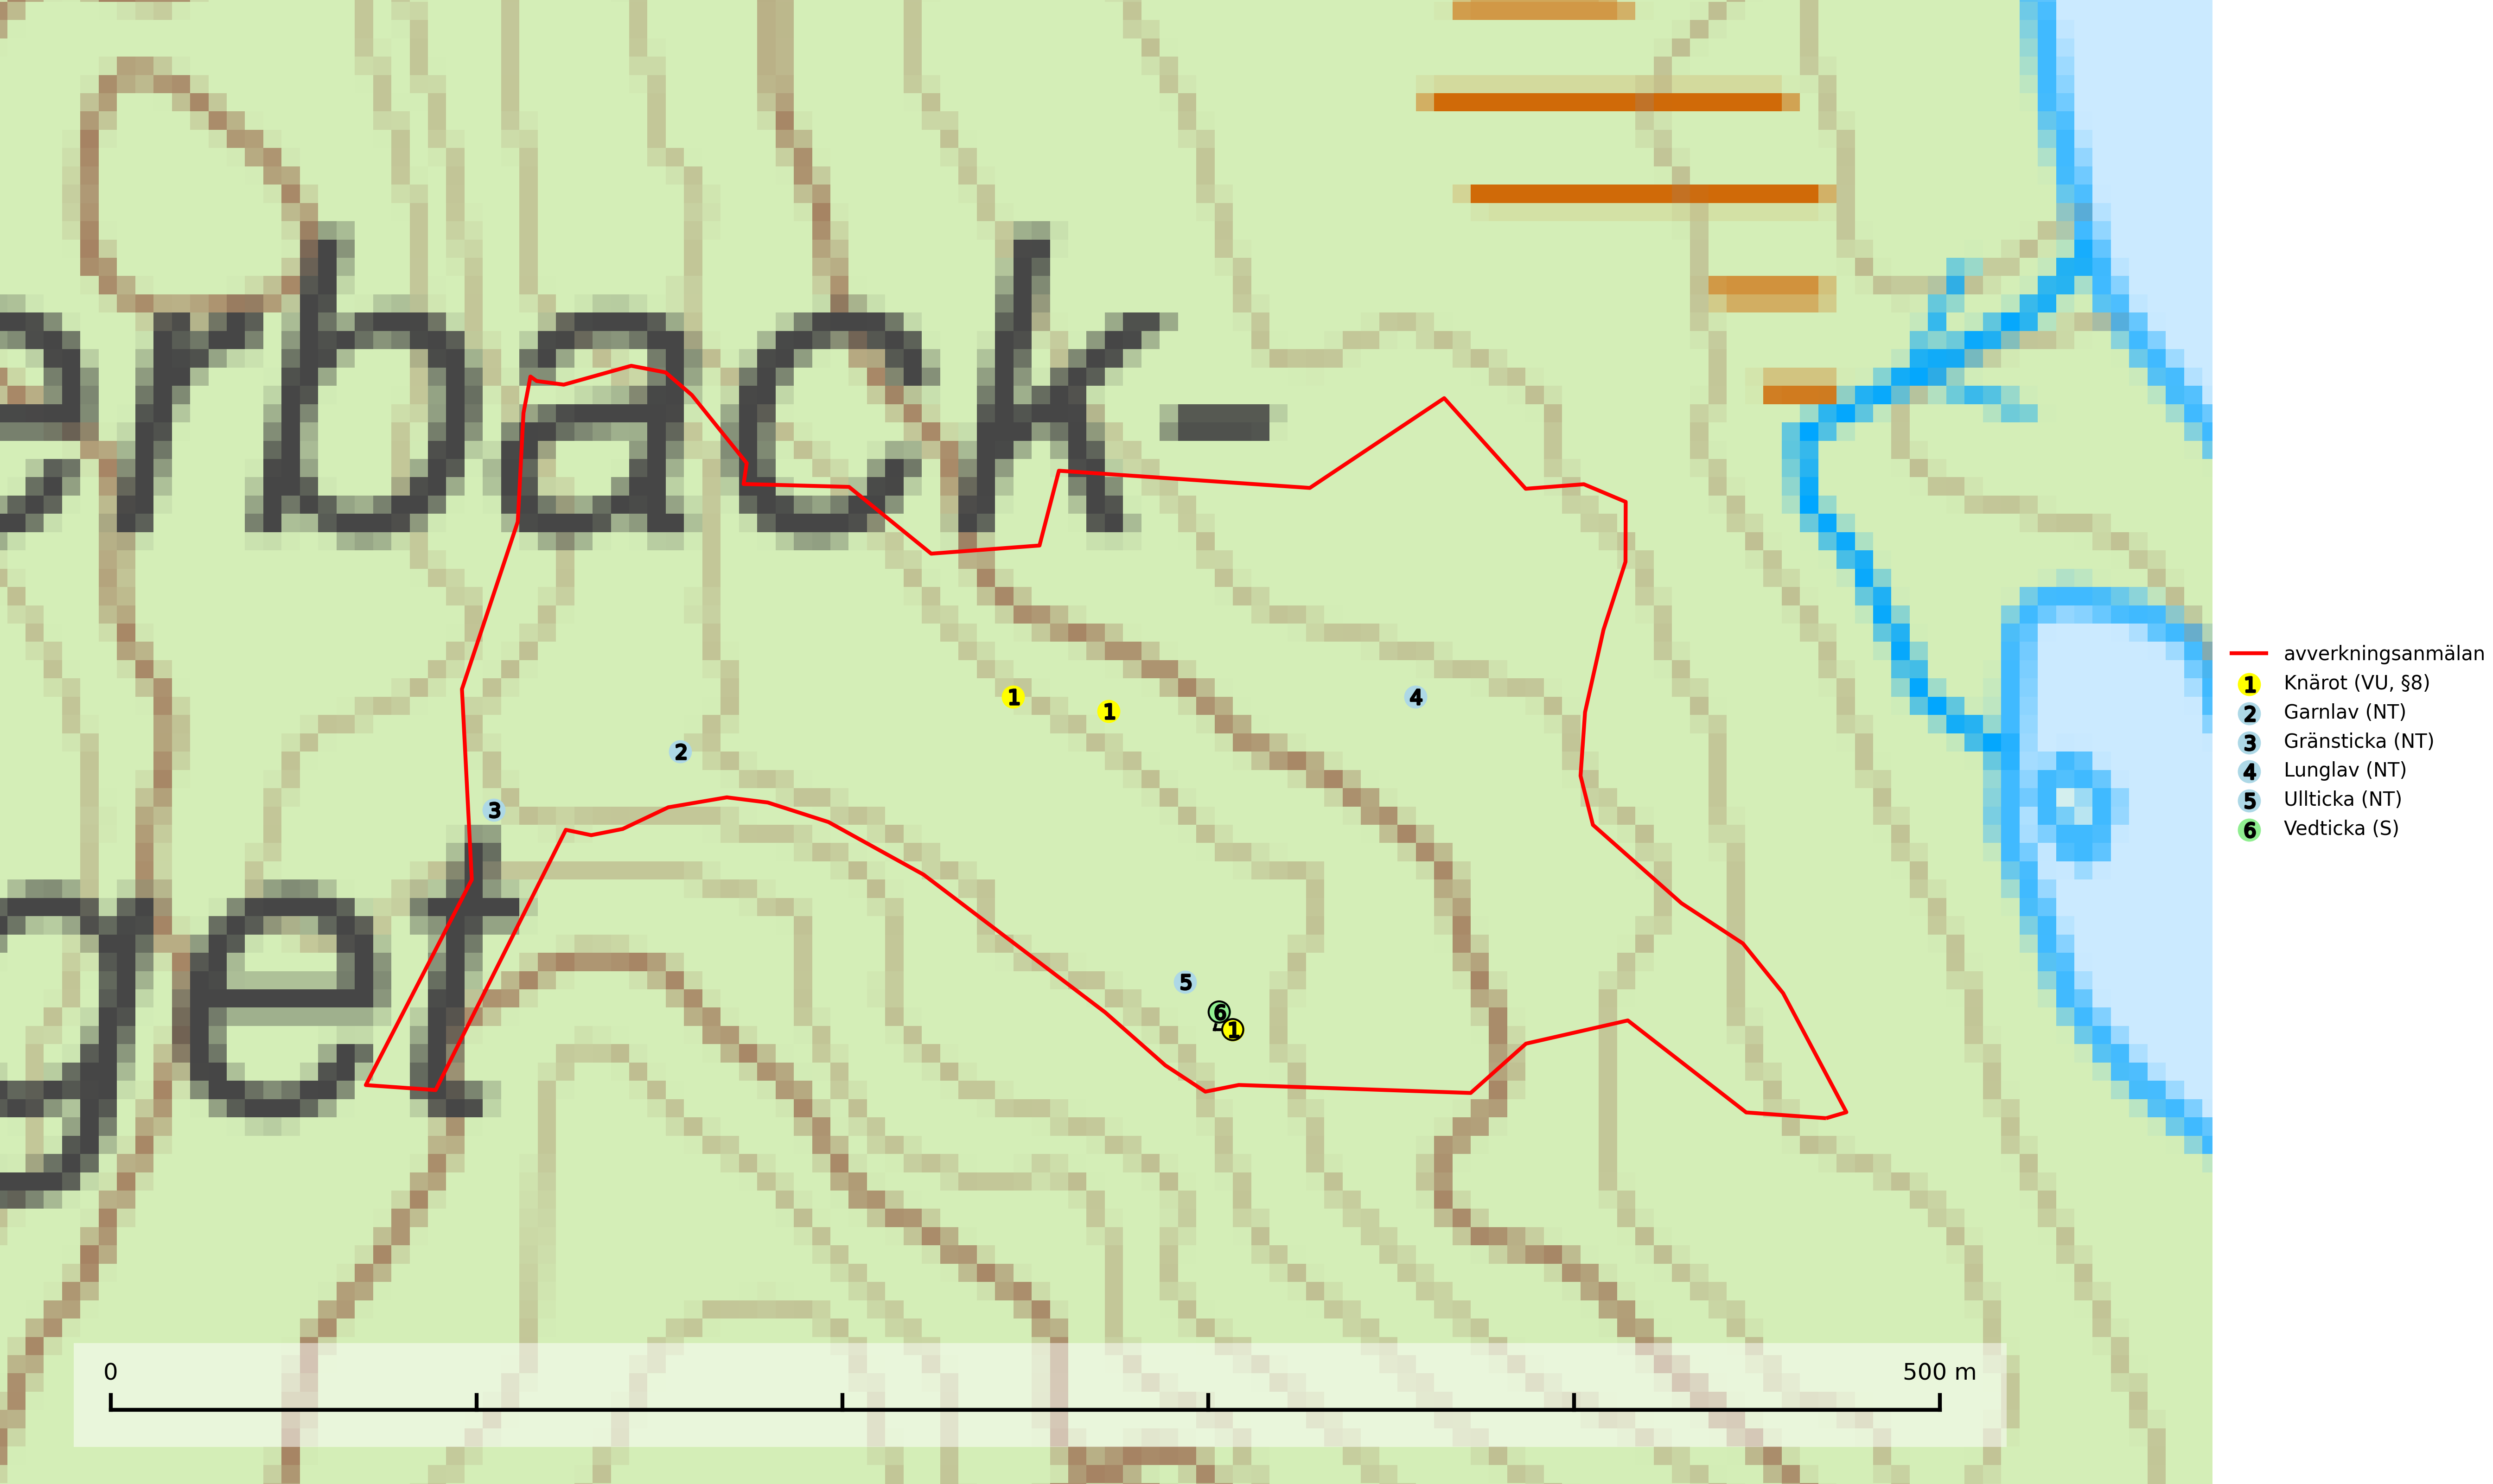 erback-
get
1
1
4
2
3
5
6
1
avverkningsanmälan
1 Knärot (VU, §8)
2 Garnlav (NT)
3 Gränsticka (NT)
4 Lunglav (NT)
5 Ullticka (NT)
6 Vedticka (S)
0 500 m